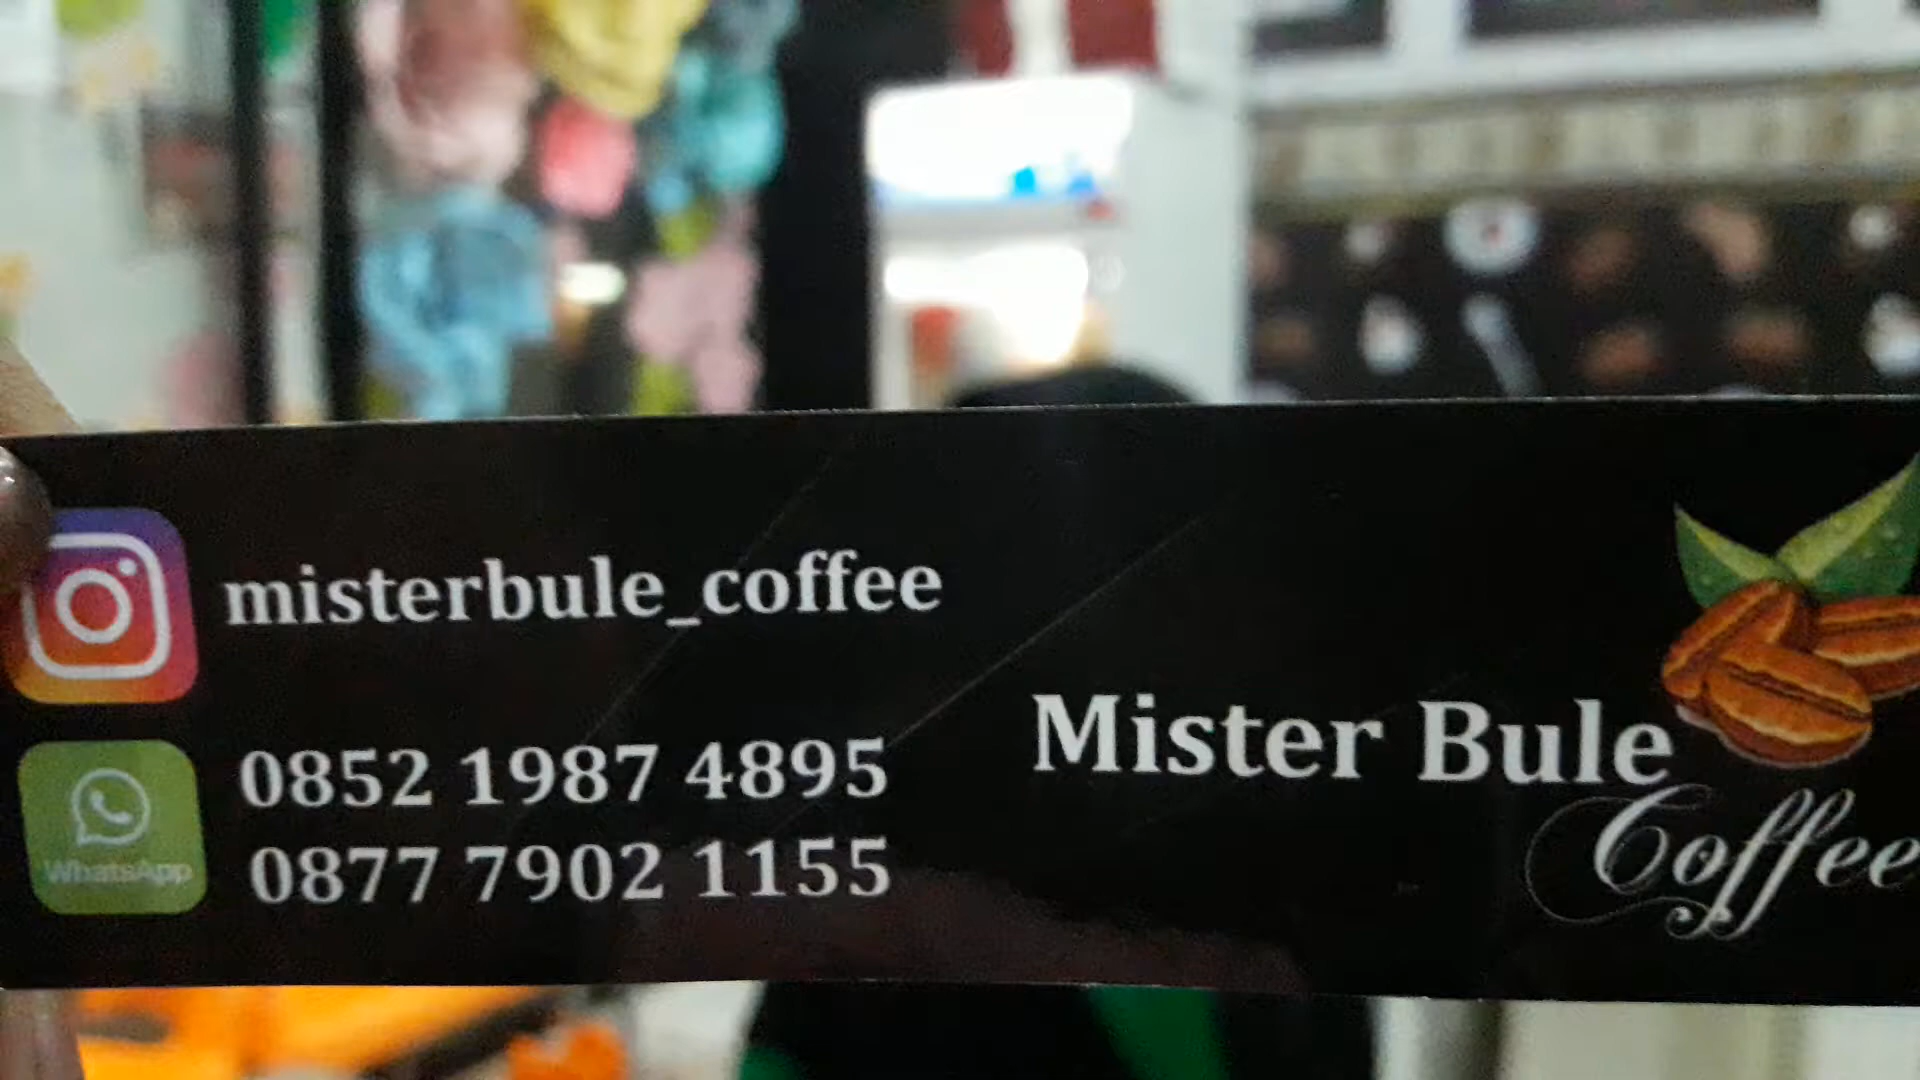 misterbule_coffee
WhatsApp
0852 1987 4895
0877 7902 1155
Mister Bule
Coffee